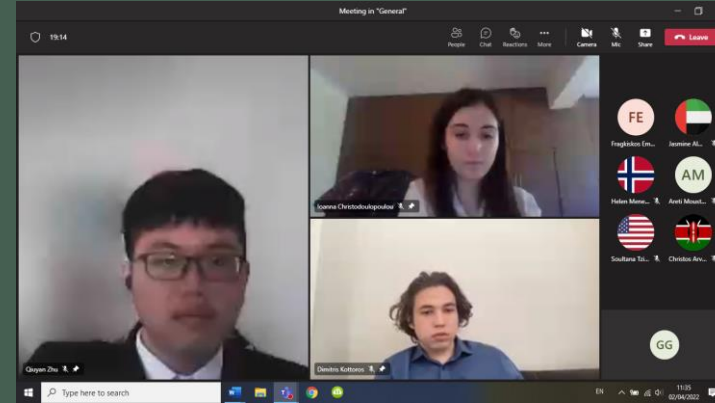 Meeting in "General"
19:14
People Chat Reactions More Camera Mic Share Leave
FE
Fragkiskos Em...
Jasmine Al...
Helen Mene...
AM
Areti Moust...
Soultana Tzi...
Christos Arv...
GG
Ioanna Christodoulopoulou
Qiuyan Zhu
Dimitris Kottoros
Type here to search
EN
11:35
02/04/2022